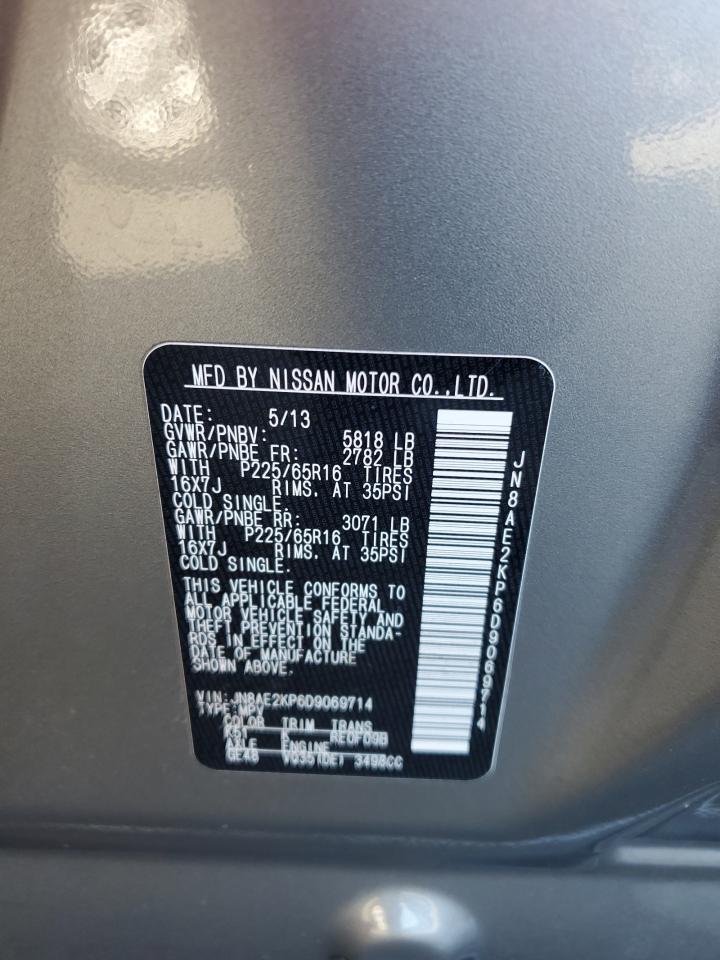 MFD BY NISSAN MOTOR CO.,LTD.
DATE: 5/13
GVWR/PNBV: 5818 LB
GAWR/PNBE FR: 2782 LB
WITH P225/65R16 TIRES
16X7J RIMS. AT 35PSI
COLD SINGLE.
GAWR/PNBE RR: 3071 LB
WITH P225/65R16 TIRES
16X7J RIMS. AT 35PSI
COLD SINGLE.
THIS VEHICLE CONFORMS TO
ALL APPLICABLE FEDERAL
MOTOR VEHICLE SAFETY AND
THEFT PREVENTION STANDA-
RDS IN EFFECT ON THE
DATE OF MANUFACTURE
SHOWN ABOVE.
VIN:JN8AE2KP6D9069714
TYPE:MPV
COLOR TRIM TRANS
K51 K RE0F09B
AXLE ENGINE
GE48 VQ35(DE) 3498CC
JN8AE2KP6D9069714